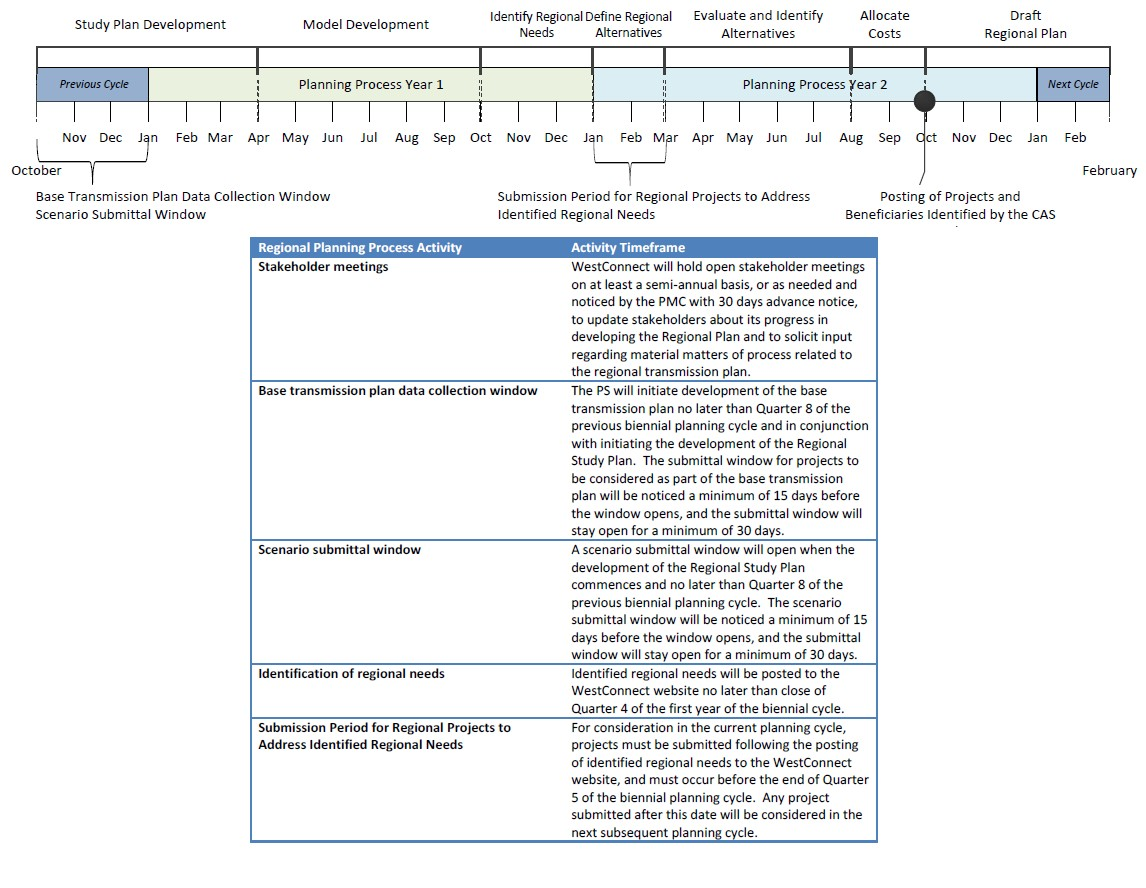 Study Plan Development
Model Development
Identify Regional
Needs
Define Regional
Alternatives
Evaluate and Identify
Alternatives
Allocate
Costs
Draft
Regional Plan
Previous Cycle
Planning Process Year 1
Planning Process Year 2
Next Cycle
Nov Dec Jan Feb Mar Apr May Jun Jul Aug Sep Oct Nov Dec Jan Feb Mar Apr May Jun Jul Aug Sep Oct Nov Dec Jan Feb
October
February
Base Transmission Plan Data Collection Window
Scenario Submittal Window
Submission Period for Regional Projects to Address
Identified Regional Needs
Posting of Projects and
Beneficiaries Identified by the CAS
Regional Planning Process Activity
Activity Timeframe
Stakeholder meetings
WestConnect will hold open stakeholder meetings
on at least a semi-annual basis, or as needed and
noticed by the PMC with 30 days advance notice,
to update stakeholders about its progress in
developing the Regional Plan and to solicit input
regarding material matters of process related to
the regional transmission plan.
Base transmission plan data collection window
The PS will initiate development of the base
transmission plan no later than Quarter 8 of the
previous biennial planning cycle and in conjunction
with initiating the development of the Regional
Study Plan. The submittal window for projects to
be considered as part of the base transmission
plan will be noticed a minimum of 15 days before
the window opens, and the submittal window will
stay open for a minimum of 30 days.
Scenario submittal window
A scenario submittal window will open when the
development of the Regional Study Plan
commences and no later than Quarter 8 of the
previous biennial planning cycle. The scenario
submittal window will be noticed a minimum of 15
days before the window opens, and the submittal
window will stay open for a minimum of 30 days.
Identification of regional needs
Identified regional needs will be posted to the
WestConnect website no later than close of
Quarter 4 of the first year of the biennial cycle.
Submission Period for Regional Projects to
Address Identified Regional Needs
For consideration in the current planning cycle,
projects must be submitted following the posting
of identified regional needs to the WestConnect
website, and must occur before the end of Quarter
5 of the biennial planning cycle. Any project
submitted after this date will be considered in the
next subsequent planning cycle.